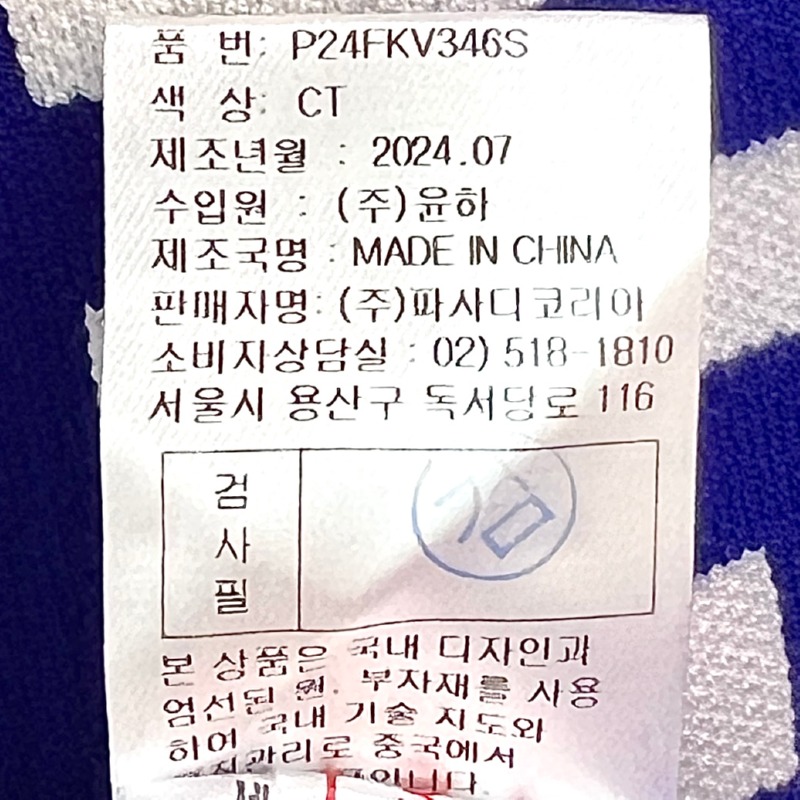 품 번: P24FKV346S
색 상: CT
제조년월 : 2024.07
수입원 : (주)윤하
제조국명 : MADE IN CHINA
판매자명: (주)파사디코리아
소비자상담실 : 02) 518-1810
서울시 용산구 독서당로 116
검
사
필
본 상품은 국내 디자인과
엄선된 원. 부자재를 사용
하여 국내 기술 지도와
중국에서